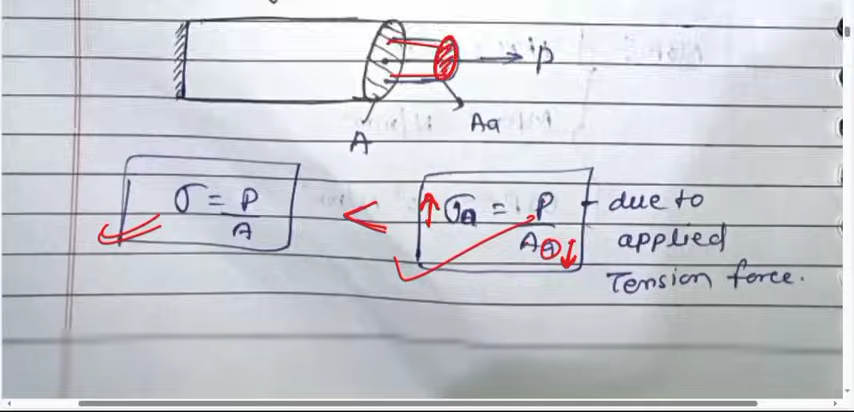 P
A
Aa
σ = P/A < σa = P/Aa - due to
applied
Tension force.